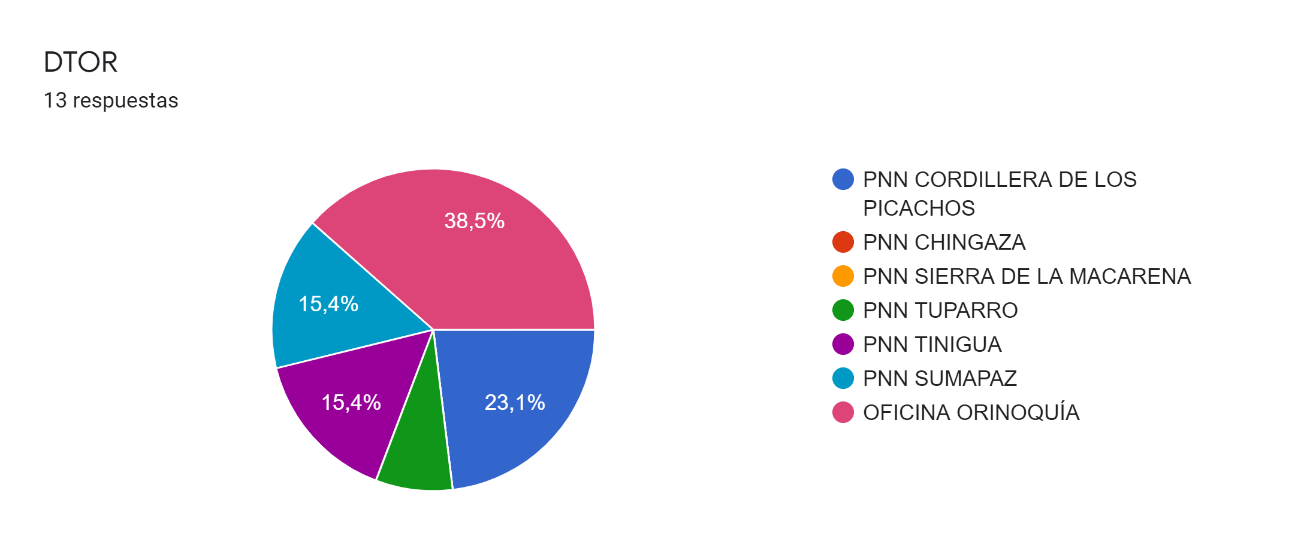 DTOR
13 respuestas
38,5%
15,4%
15,4%
23,1%
PNN CORDILLERA DE LOS
PICACHOS
PNN CHINGAZA
PNN SIERRA DE LA MACARENA
PNN TUPARRO
PNN TINIGUA
PNN SUMAPAZ
OFICINA ORINOQUÍA